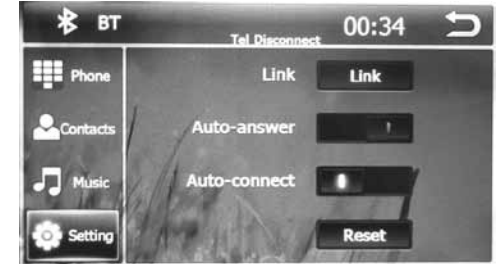 BT
Tel Disconnect
00:34
Phone
Link
Link
Contacts
Auto-answer
Music
Auto-connect
Setting
Reset